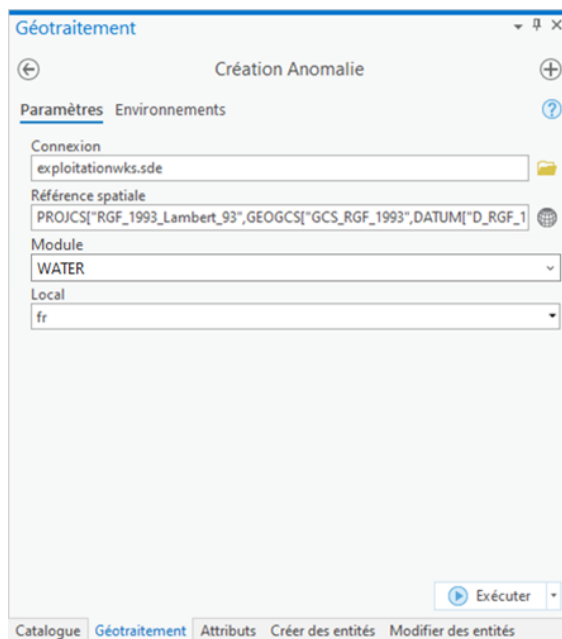 Géotraitement
Création Anomalie
Paramètres Environnements
Connexion
exploitationwks.sde
Référence spatiale
PROJCS["RGF_1993_Lambert_93",GEOGCS["GCS_RGF_1993",DATUM["D_RGF_1
Module
WATER
Local
fr
Exécuter
Catalogue Géotraitement Attributs Créer des entités Modifier des entités